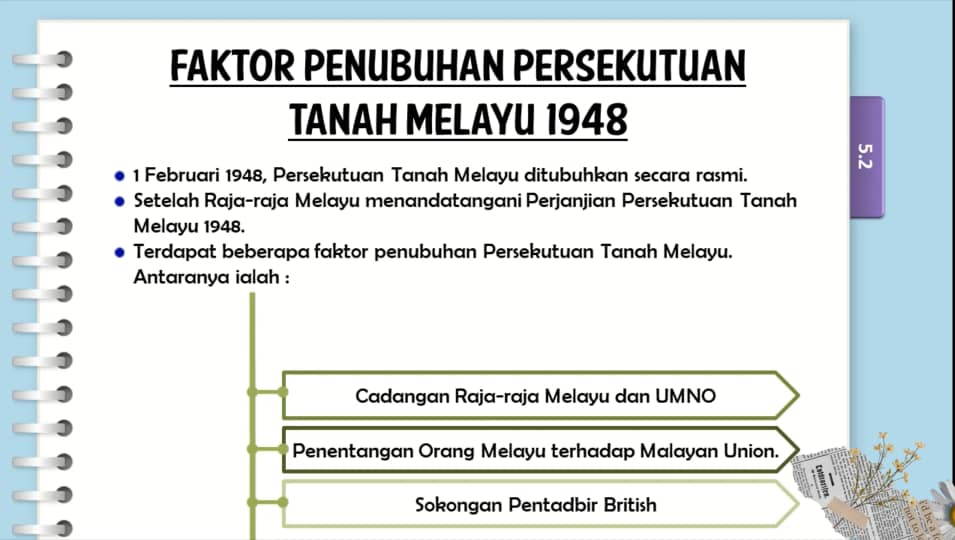 FAKTOR PENUBUHAN PERSEKUTUAN
TANAH MELAYU 1948
5.2
• 1 Februari 1948, Persekutuan Tanah Melayu ditubuhkan secara rasmi.
• Setelah Raja-raja Melayu menandatangani Perjanjian Persekutuan Tanah
Melayu 1948.
• Terdapat beberapa faktor penubuhan Persekutuan Tanah Melayu.
Antaranya ialah :
Cadangan Raja-raja Melayu dan UMNO
Penentangan Orang Melayu terhadap Malayan Union.
Sokongan Pentadbir British